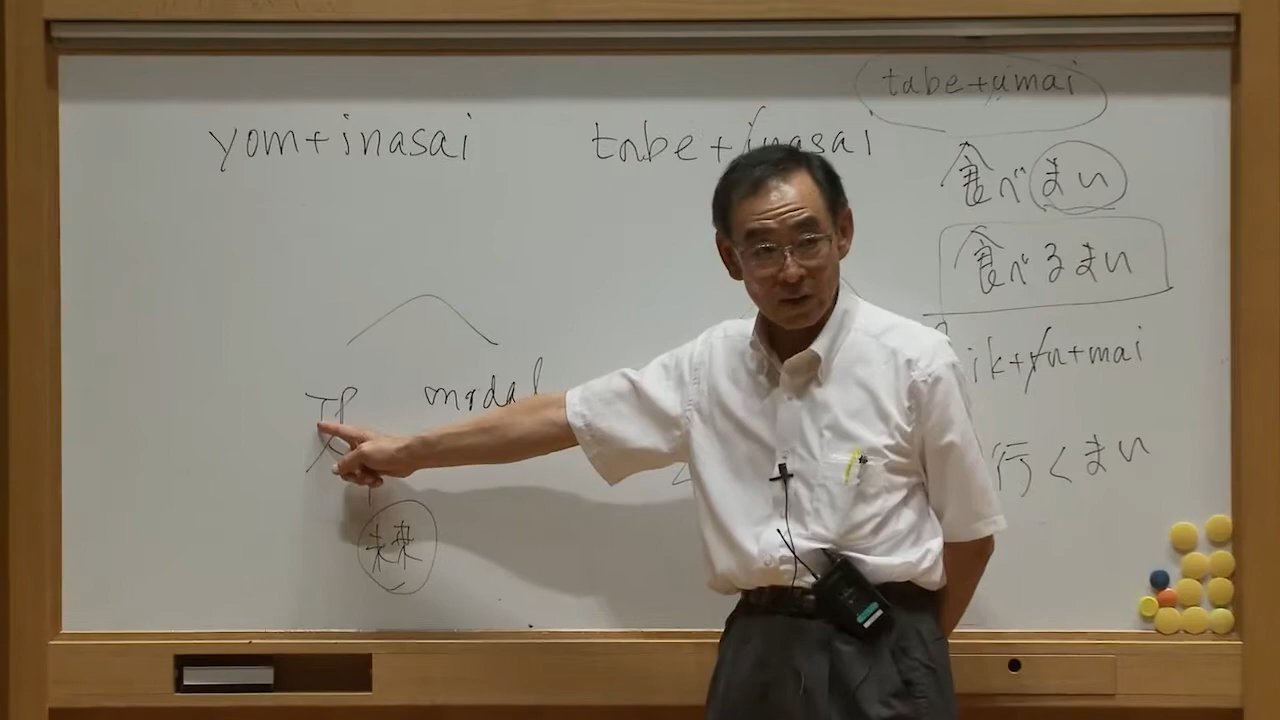 yom+inasai
tabe+inasai
tabe+umai
食べまい
食べるまい
ik+ru+mai
行くまい
TP modal
未来